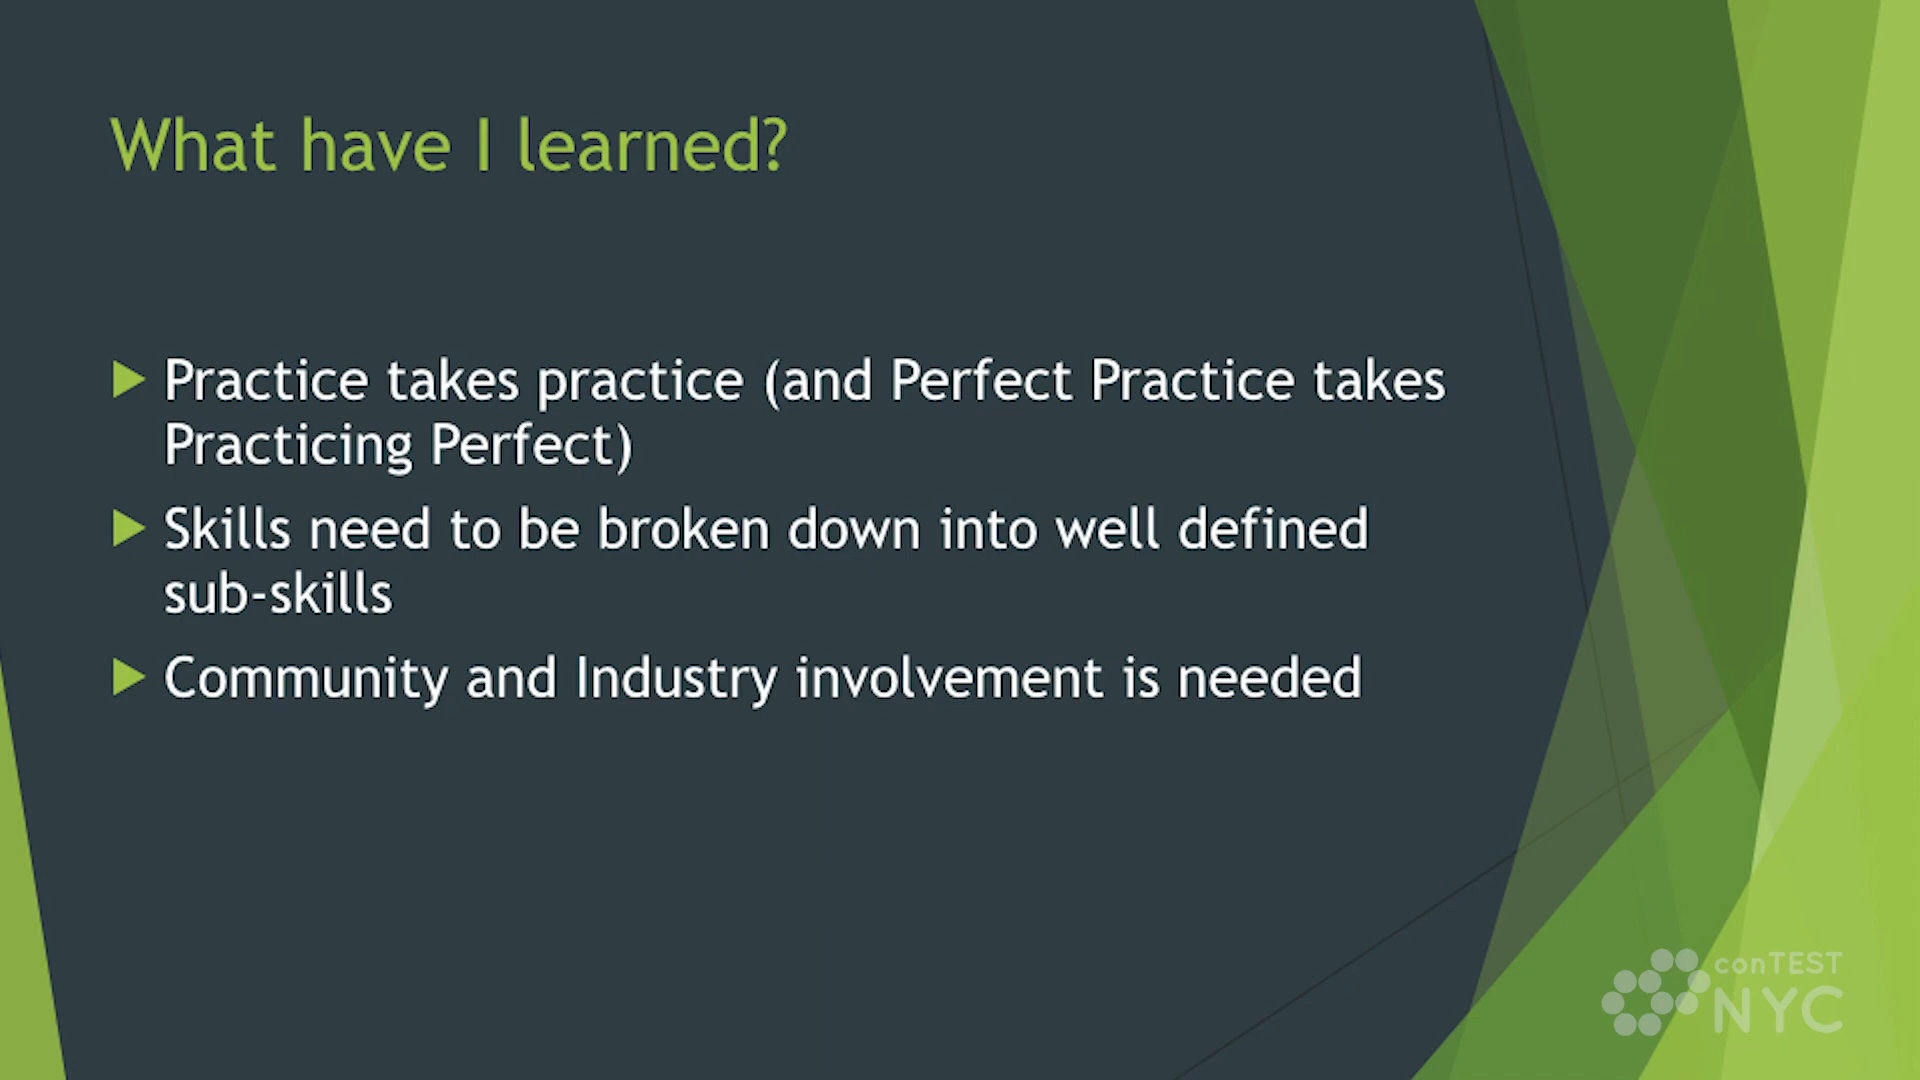 What have I learned?
Practice takes practice (and Perfect Practice takes
Practicing Perfect)
Skills need to be broken down into well defined
sub-skills
Community and Industry involvement is needed
conTEST
NYC